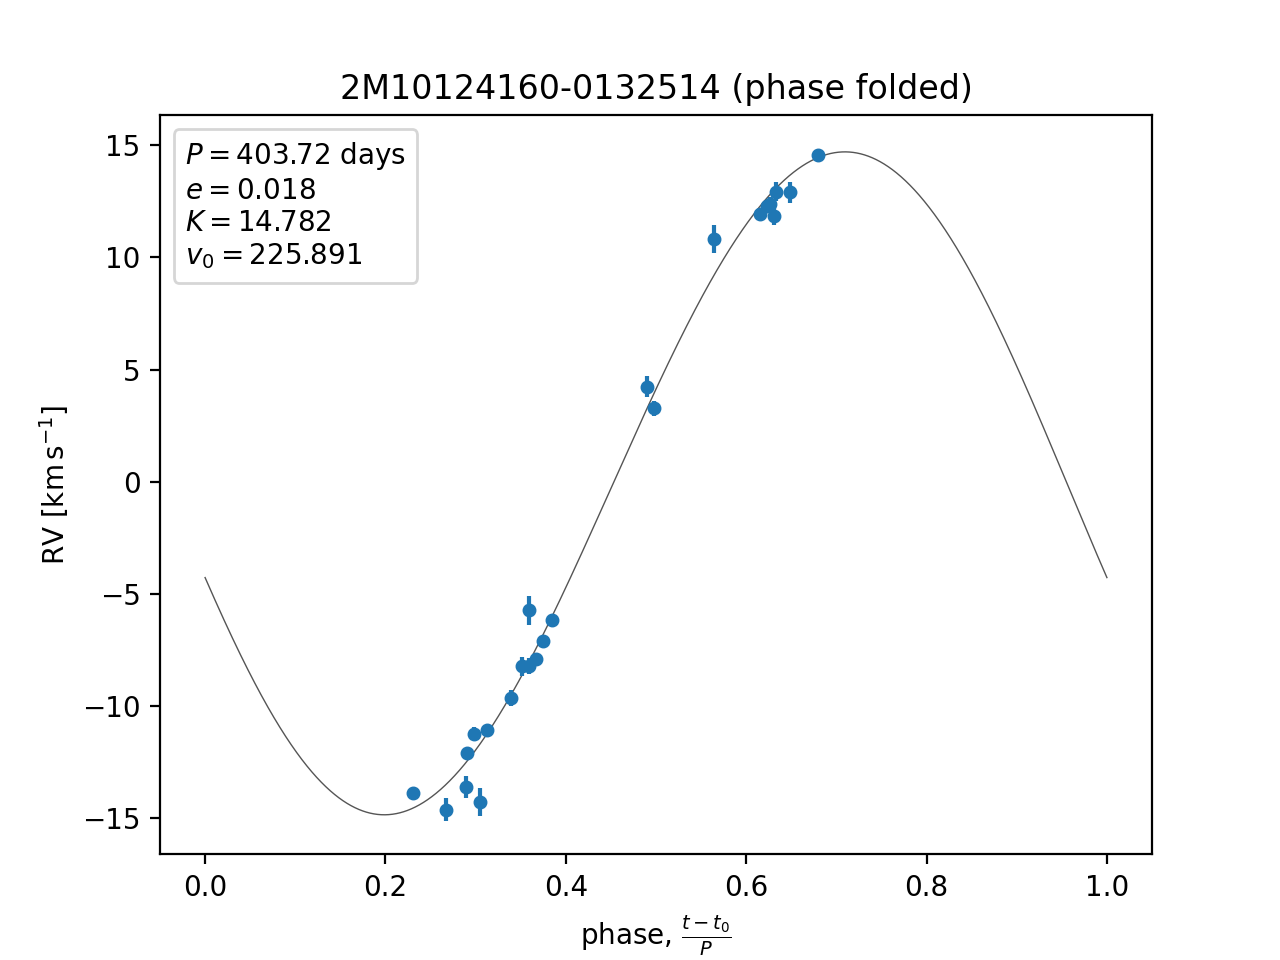 2M10124160-0132514 (phase folded)
P = 403.72 days
e = 0.018
K = 14.782
v₀ = 225.891
15
10
5
0
−5
−10
−15
RV [km s⁻¹]
0.0 0.2 0.4 0.6 0.8 1.0
phase, (t − t₀)/P